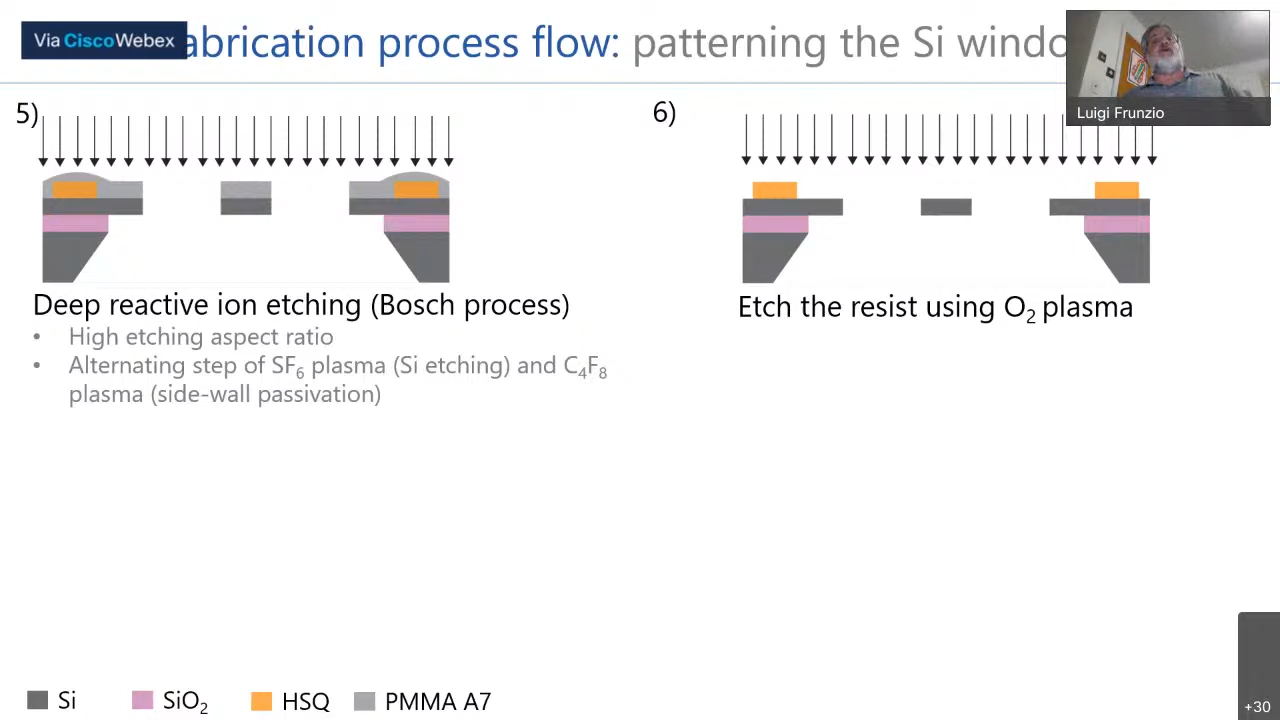 Via Cisco Webex
abrication process flow: patterning the Si windo
Luigi Frunzio
5)
6)
Deep reactive ion etching (Bosch process)
• High etching aspect ratio
• Alternating step of SF₆ plasma (Si etching) and C₄F₈
plasma (side-wall passivation)
Etch the resist using O₂ plasma
Si
SiO₂
HSQ
PMMA A7
+30